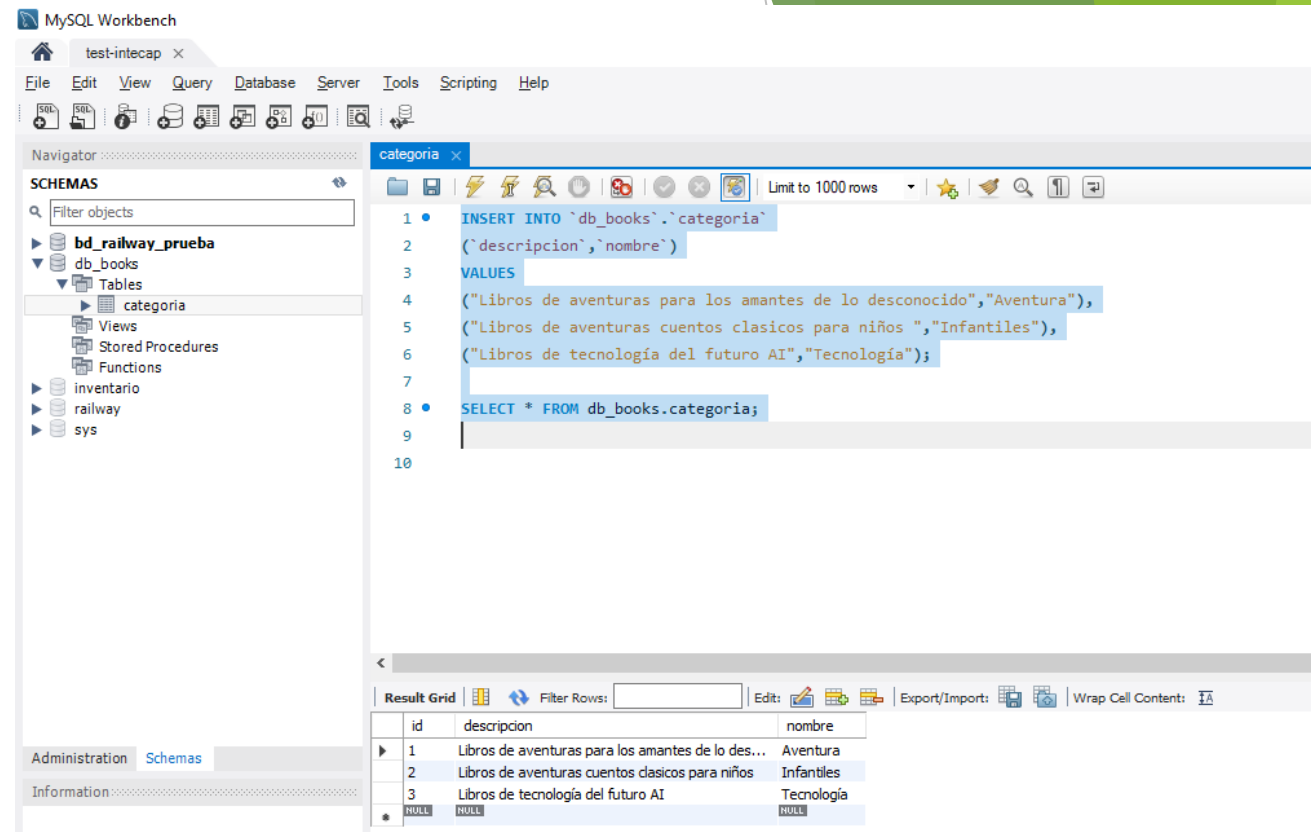 MySQL Workbench
test-intecap
File Edit View Query Database Server Tools Scripting Help
Navigator
SCHEMAS
Filter objects
bd_railway_prueba
db_books
Tables
categoria
Views
Stored Procedures
Functions
inventario
railway
sys
Administration Schemas
Information
categoria
Limit to 1000 rows
1 INSERT INTO `db_books`.`categoria`
2 (`descripcion`,`nombre`)
3 VALUES
4 ("Libros de aventuras para los amantes de lo desconocido","Aventura"),
5 ("Libros de aventuras cuentos clasicos para niños ","Infantiles"),
6 ("Libros de tecnología del futuro AI","Tecnología");
7
8 SELECT * FROM db_books.categoria;
9
10
Result Grid Filter Rows: Edit: Export/Import: Wrap Cell Content: IA
id descripcion nombre
1 Libros de aventuras para los amantes de lo des... Aventura
2 Libros de aventuras cuentos clasicos para niños Infantiles
3 Libros de tecnología del futuro AI Tecnología
NULL NULL NULL